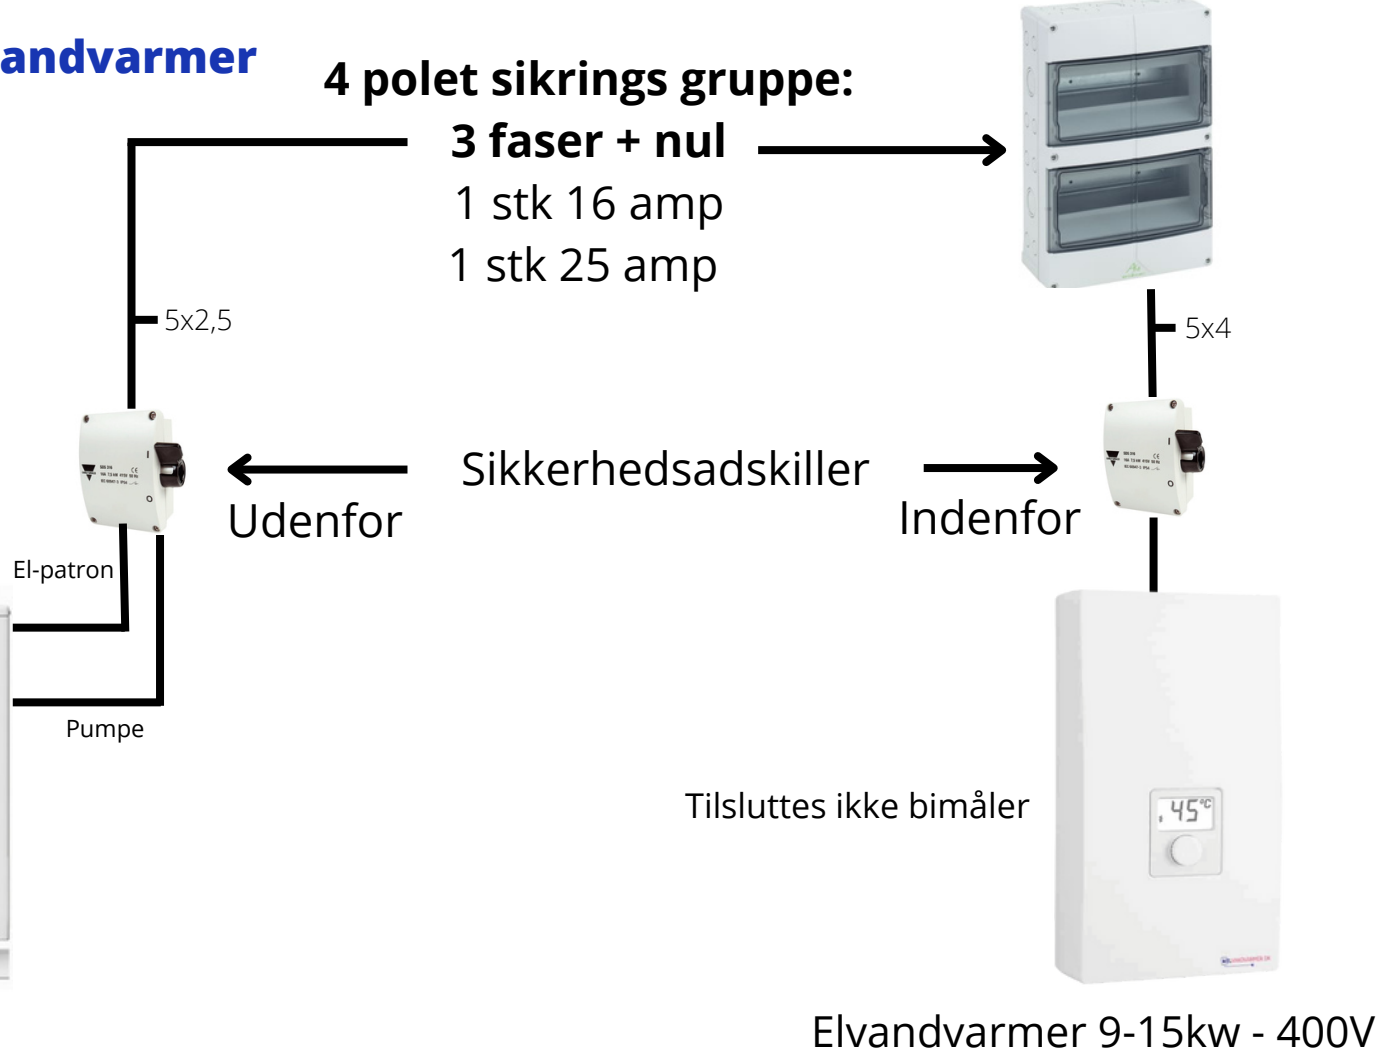 andvarmer
4 polet sikrings gruppe:
3 faser + nul
1 stk 16 amp
1 stk 25 amp
5x2,5
5x4
Sikkerhedsadskiller
Udenfor
Indenfor
El-patron
Pumpe
Tilsluttes ikke bimåler
45°C
Elvandvarmer 9-15kw - 400V